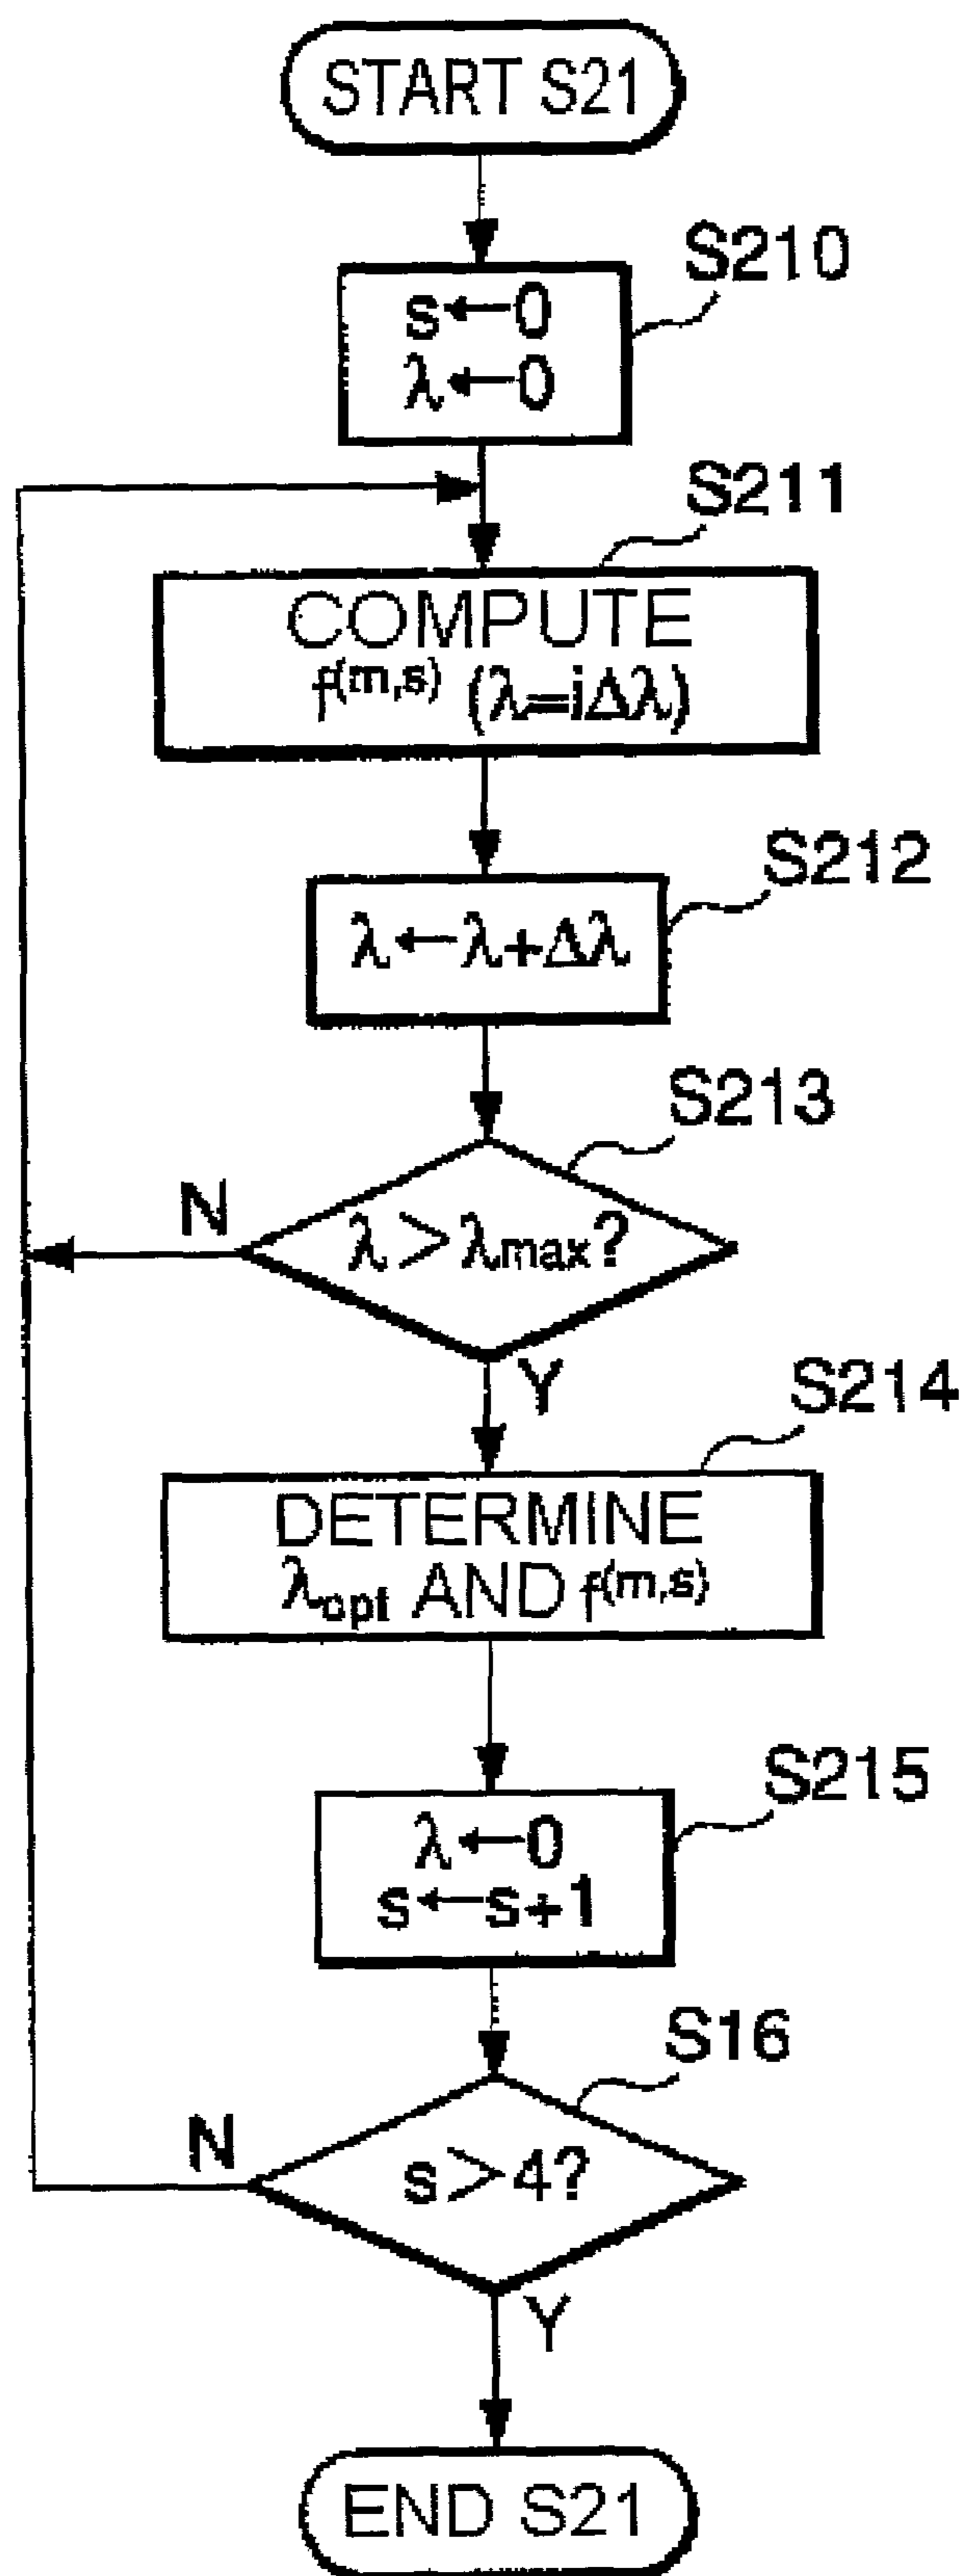 START S21
S210
s←0
λ←0
S211
COMPUTE
f(m,s) (λ=iΔλ)
S212
λ←λ+Δλ
S213
N
λ>λmax?
Y
S214
DETERMINE
λopt AND f(m,s)
S215
λ←0
s←s+1
S16
N
s>4?
Y
END S21